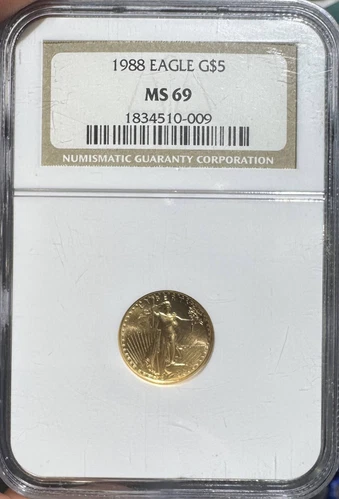 1988 EAGLE G$5
MS 69
1834510-009
NUMISMATIC GUARANTY CORPORATION